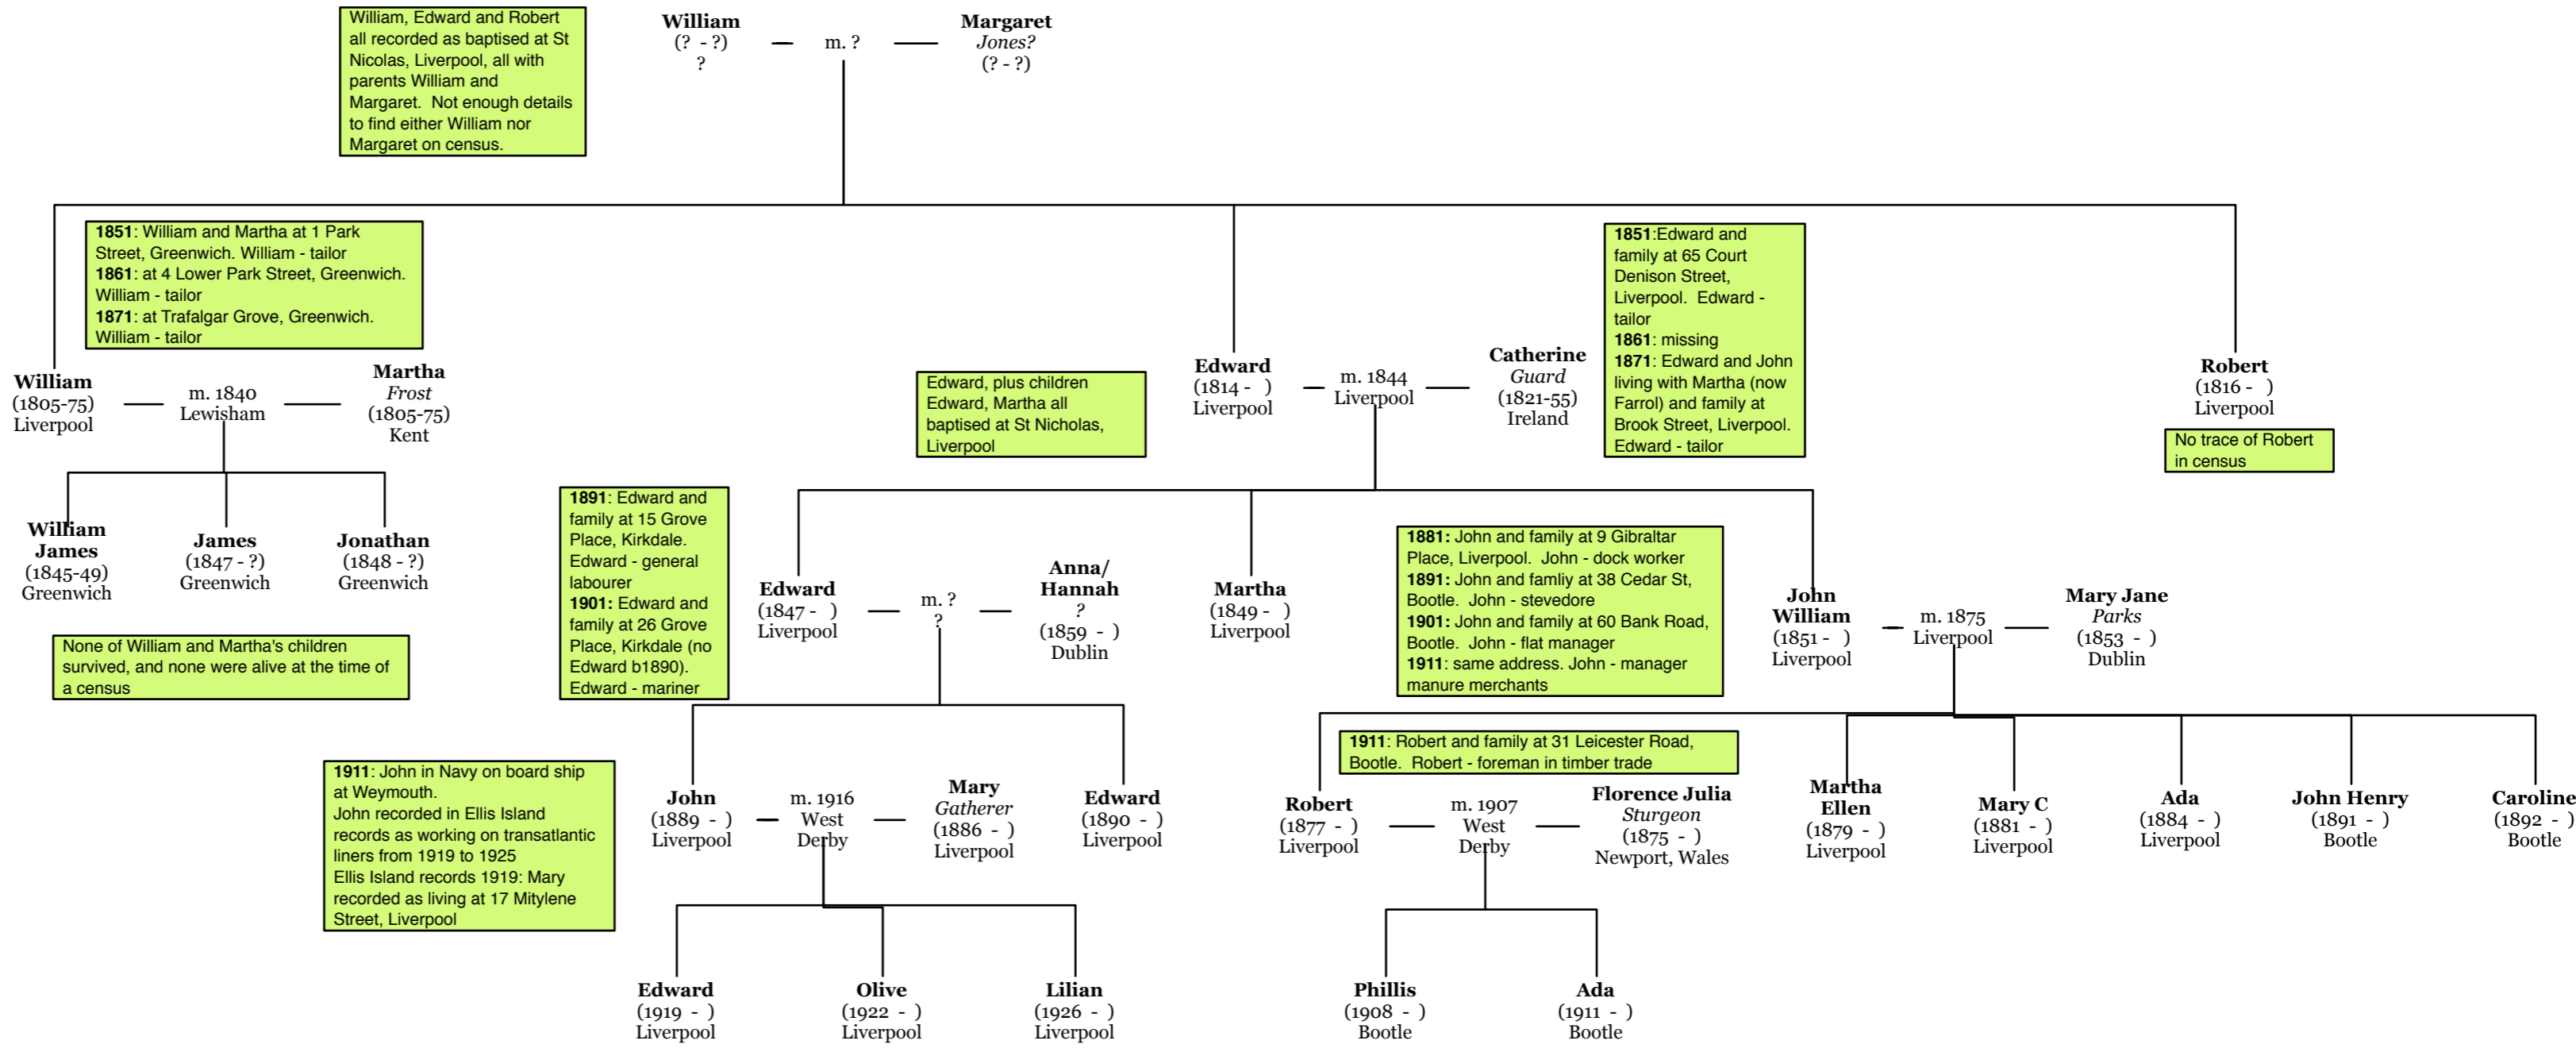 William, Edward and Robert
all recorded as baptised at St
Nicolas, Liverpool, all with
parents William and
Margaret.  Not enough details
to find either William nor
Margaret on census.
William
(?  - ?)
?
m. ?
Margaret
Jones?
(? - ?)
1851: William and Martha at 1 Park
Street, Greenwich. William - tailor
1861: at 4 Lower Park Street, Greenwich.
William - tailor
1871: at Trafalgar Grove, Greenwich.
William - tailor
William
(1805-75)
Liverpool
m. 1840
Lewisham
Martha
Frost
(1805-75)
Kent
Edward, plus children
Edward, Martha all
baptised at St Nicholas,
Liverpool
Edward
(1814 -   )
Liverpool
m. 1844
Liverpool
Catherine
Guard
(1821-55)
Ireland
1851:Edward and
family at 65 Court
Denison Street,
Liverpool.  Edward -
tailor
1861: missing
1871: Edward and John
living with Martha (now
Farrol) and family at
Brook Street, Liverpool.
Edward - tailor
Robert
(1816 -   )
Liverpool
No trace of Robert
in census
William
James
(1845-49)
Greenwich
James
(1847 - ?)
Greenwich
Jonathan
(1848 - ?)
Greenwich
None of William and Martha's children
survived, and none were alive at the time of
a census
1891: Edward and
family at 15 Grove
Place, Kirkdale.
Edward - general
labourer
1901: Edward and
family at 26 Grove
Place, Kirkdale (no
Edward b1890).
Edward - mariner
Edward
(1847 -   )
Liverpool
m. ?
?
Anna/
Hannah
?
(1859  -  )
Dublin
Martha
(1849 -   )
Liverpool
1881: John and family at 9 Gibraltar
Place, Liverpool.  John - dock worker
1891: John and famliy at 38 Cedar St,
Bootle.  John - stevedore
1901: John and family at 60 Bank Road,
Bootle.  John - flat manager
1911: same address. John - manager
manure merchants
John
William
(1851 -   )
Liverpool
m. 1875
Liverpool
Mary Jane
Parks
(1853  -  )
Dublin
1911: John in Navy on board ship
at Weymouth.
John recorded in Ellis Island
records as working on transatlantic
liners from 1919 to 1925
Ellis Island records 1919: Mary
recorded as living at 17 Mitylene
Street, Liverpool
John
(1889  -  )
Liverpool
m. 1916
West
Derby
Mary
Gatherer
(1886  -  )
Liverpool
Edward
(1890  -  )
Liverpool
1911: Robert and family at 31 Leicester Road,
Bootle.  Robert - foreman in timber trade
Robert
(1877  -  )
Liverpool
m. 1907
West
Derby
Florence Julia
Sturgeon
(1875  -  )
Newport, Wales
Martha
Ellen
(1879  -  )
Liverpool
Mary C
(1881  -  )
Liverpool
Ada
(1884  -  )
Liverpool
John Henry
(1891  -  )
Bootle
Caroline
(1892  -  )
Bootle
Edward
(1919  -  )
Liverpool
Olive
(1922  -  )
Liverpool
Lilian
(1926  -  )
Liverpool
Phillis
(1908  -  )
Bootle
Ada
(1911  -  )
Bootle